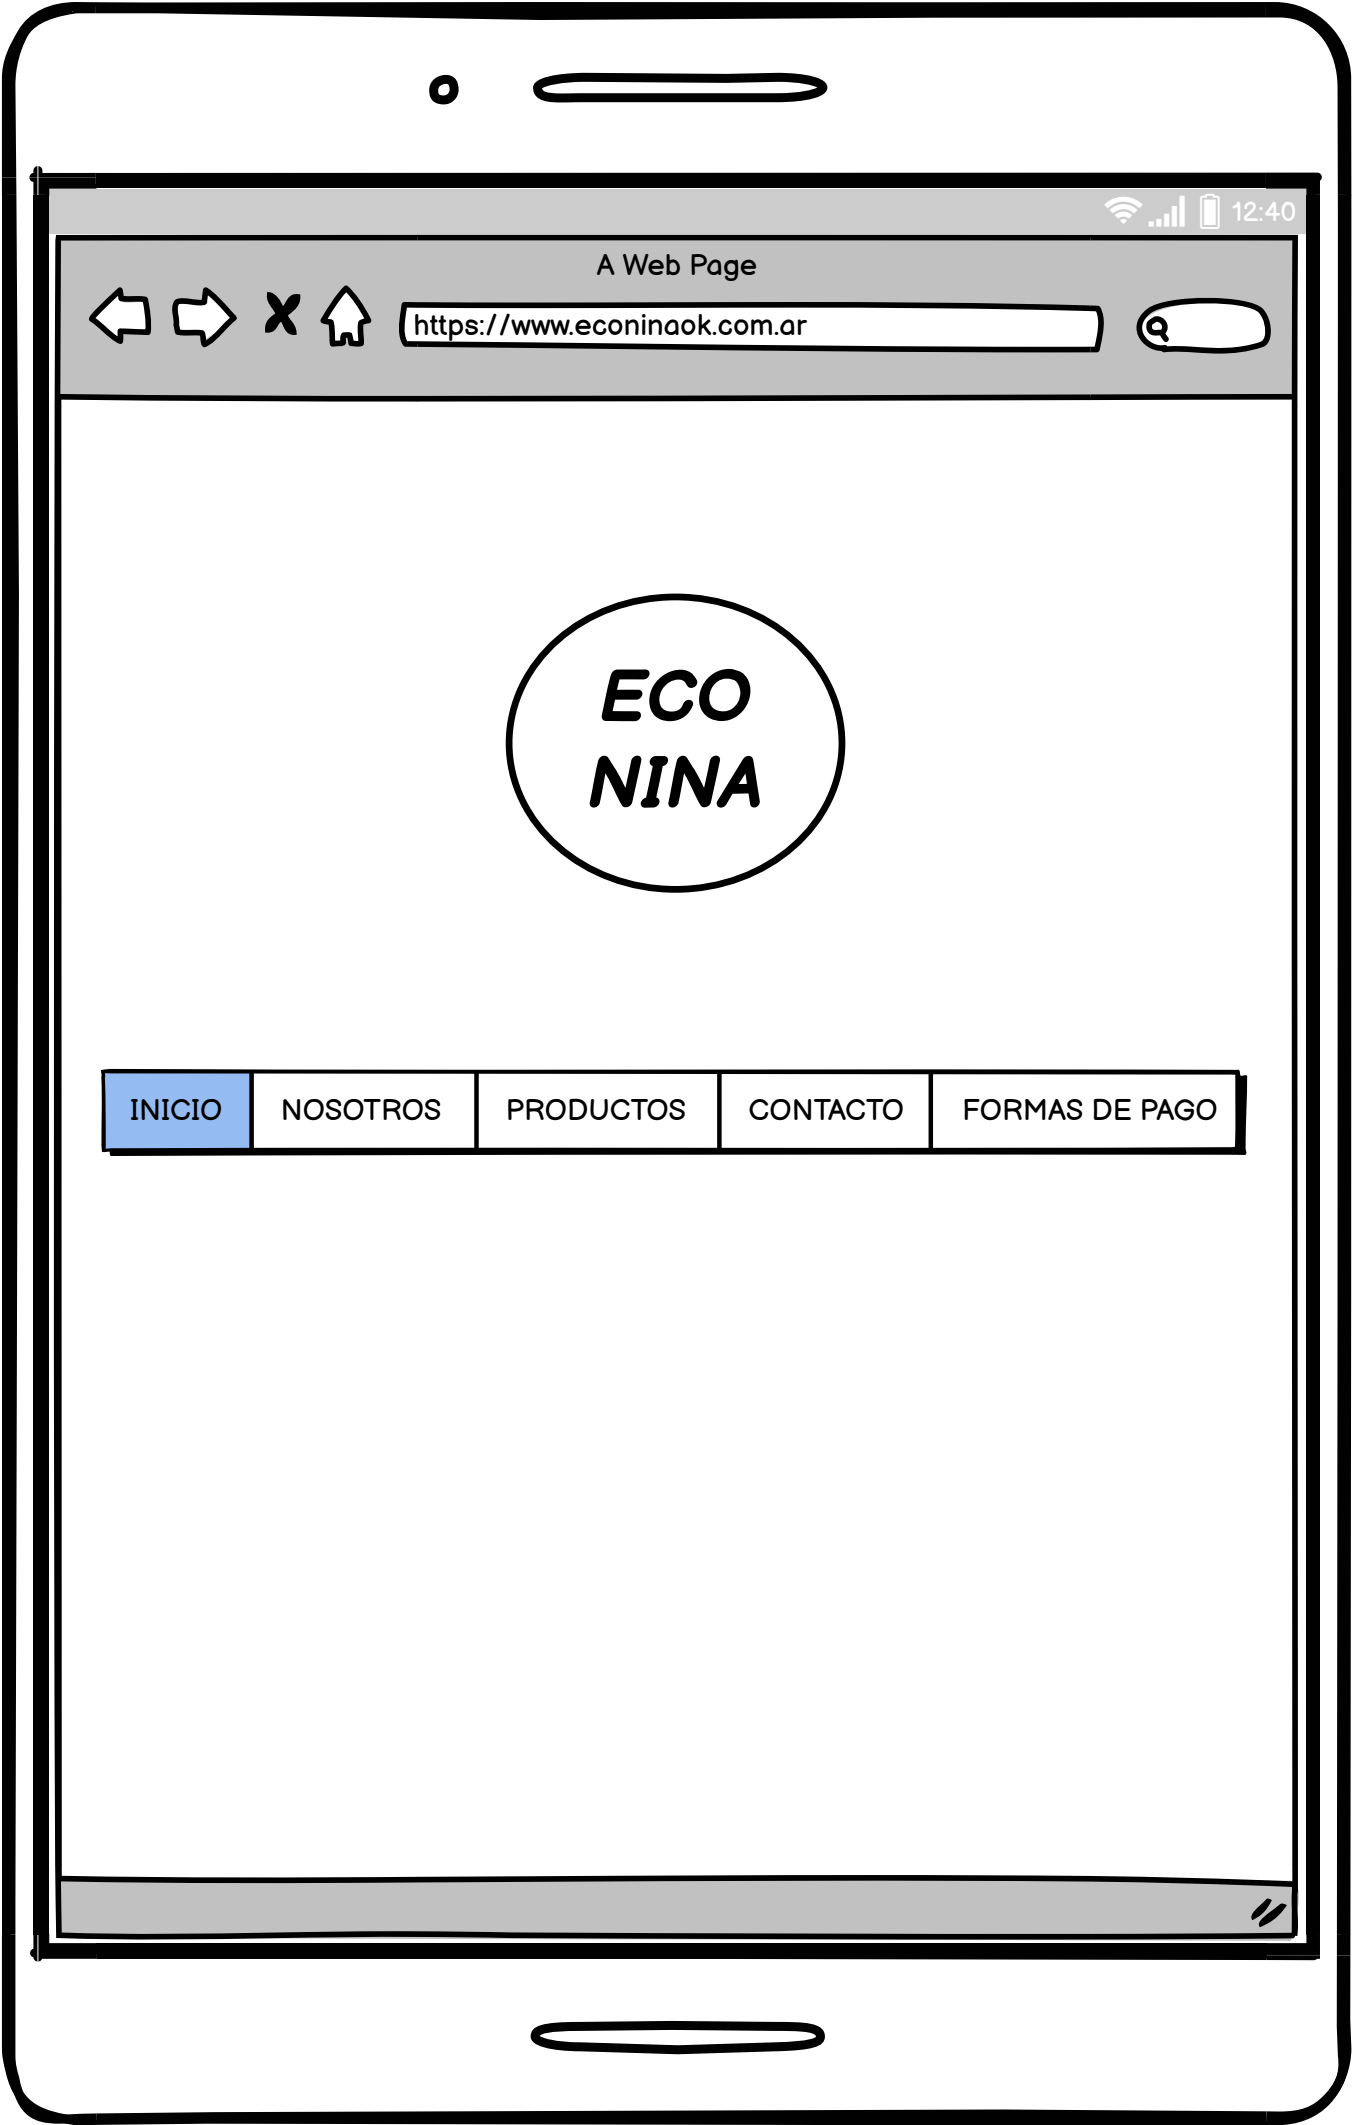 12:40
A Web Page
https://www.econinaok.com.ar
ECO
NINA
INICIO NOSOTROS PRODUCTOS CONTACTO FORMAS DE PAGO